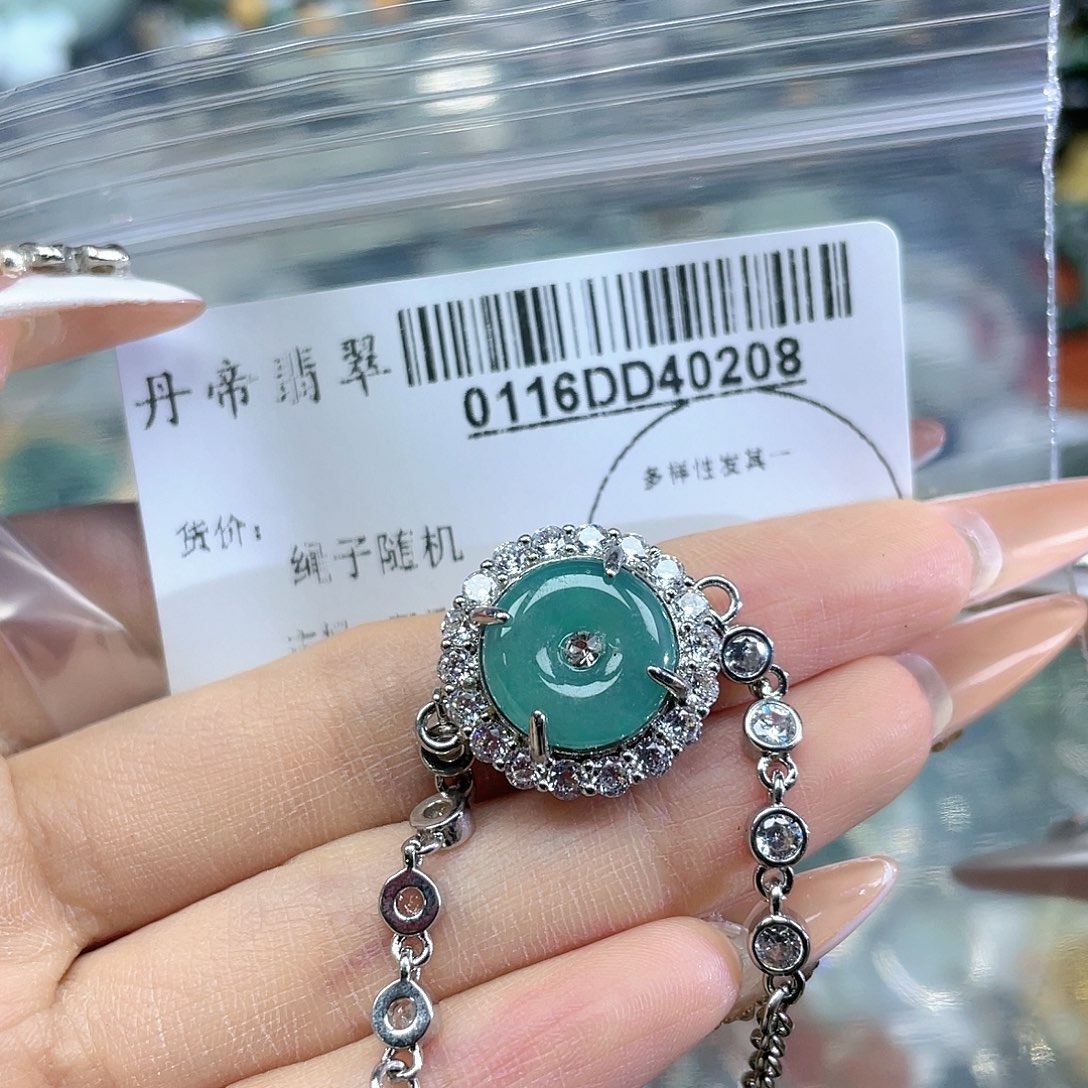 丹帝翡翠
0116DD40208
多样性发其一
货价：
绳子随机